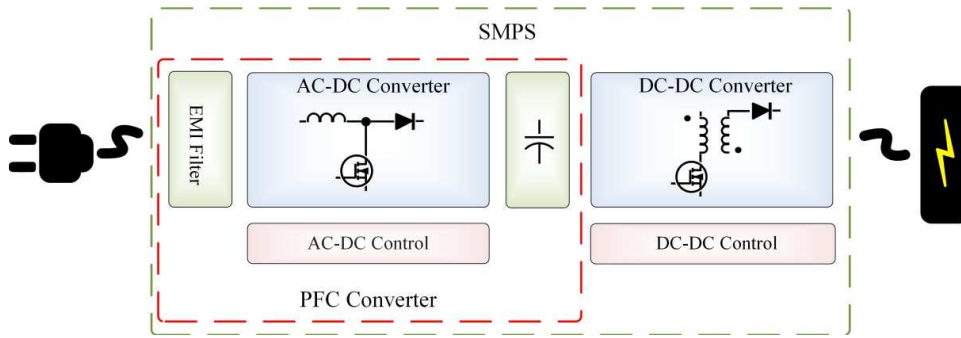 SMPS
EMI Filter
AC-DC Converter
DC-DC Converter
AC-DC Control
DC-DC Control
PFC Converter